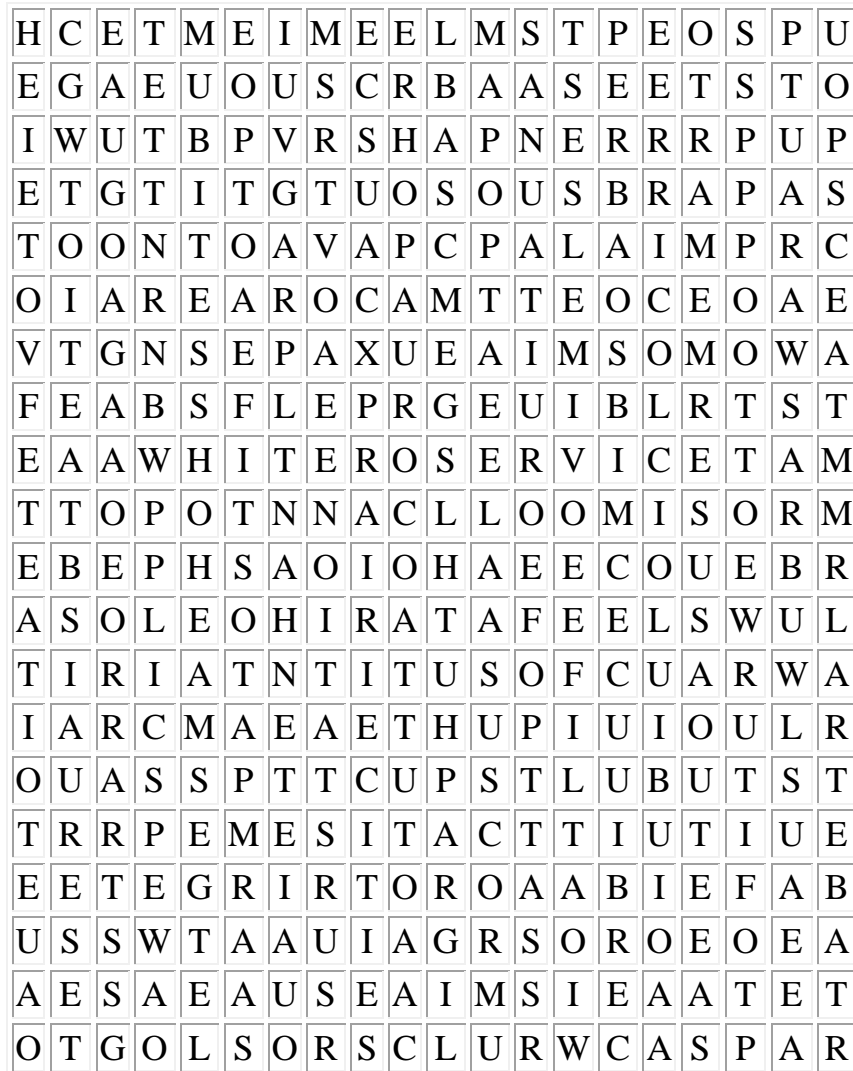 H C E T M E I M E E L M S T P E O S P U
E G A E U O U S C R B A A S E E T S T O
I W U T B P V R S H A P N E R R R P U P
E T G T I T G T U O S O U S B R A P A S
T O O N T O A V A P C P A L A I M P R C
O I A R E A R O C A M T T E O C E O A E
V T G N S E P A X U E A I M S O M O W A
F E A B S F L E P R G E U I B L R T S T
E A A W H I T E R O S E R V I C E T A M
T T O P O T N N A C L L O O M I S O R M
E B E P H S A O I O H A E E C O U E B R
A S O L E O H I R A T A F E E L S W U L
T I R I A T N T I T U S O F C U A R W A
I A R C M A E A E T H U P I U I O U L R
O U A S S P T T C U P S T L U B U T S T
T R R P E M E S I T A C T T I U T I U E
E E T E G R I R T O R O A A B I E F A B
U S S W T A A U I A G R S O R O E O E A
A E S A E A U S E A I M S I E A A T E T
O T G O L S O R S C L U R W C A S P A R